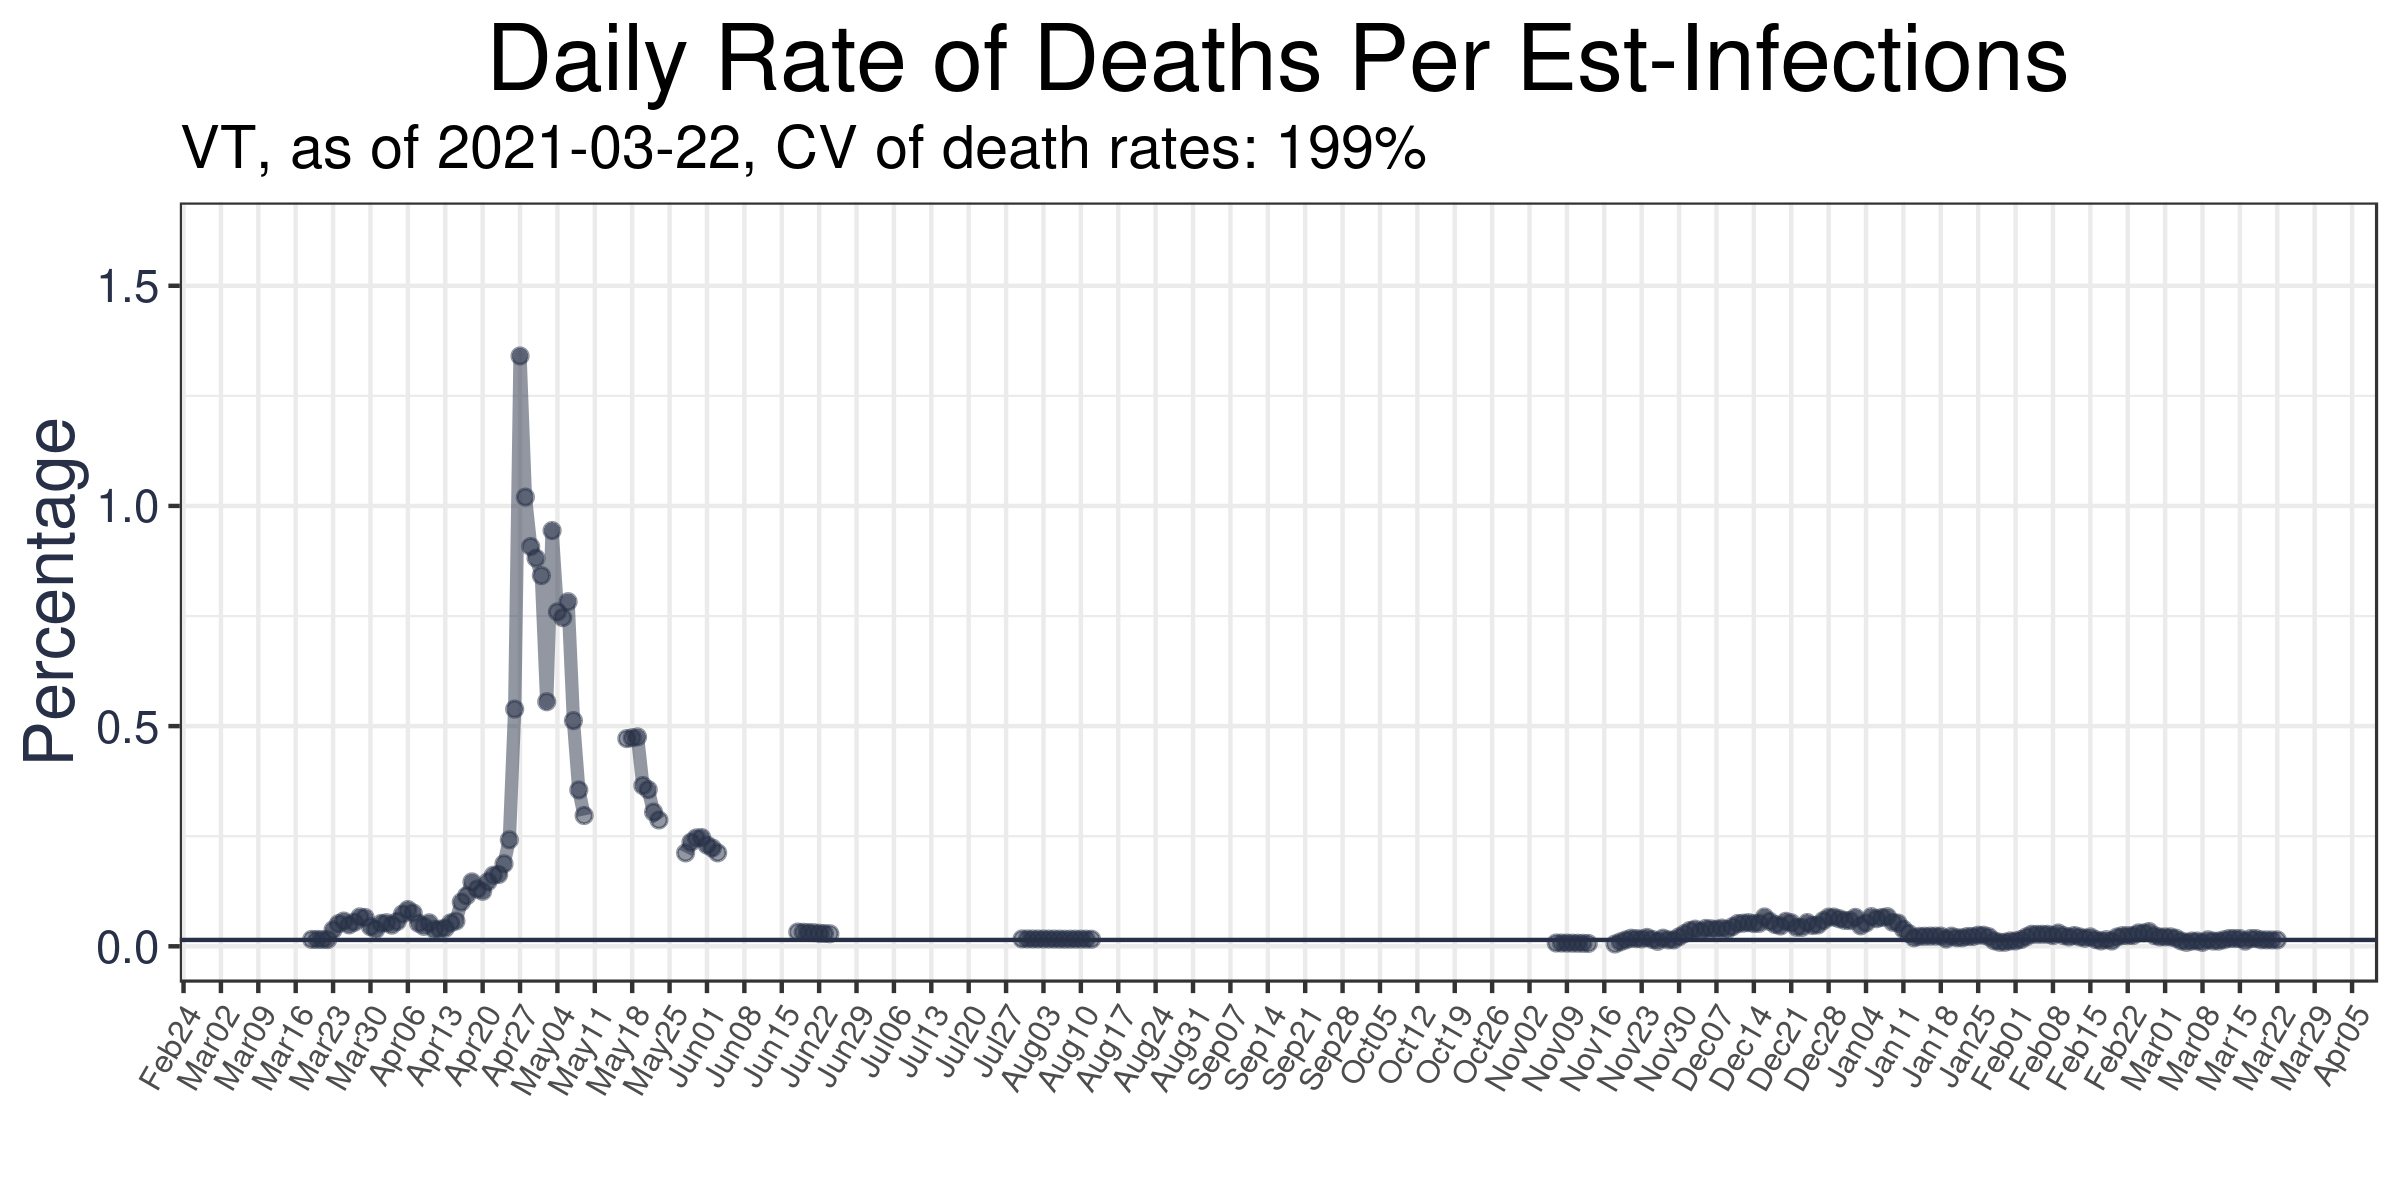 Daily Rate of Deaths Per Est-Infections
VT, as of 2021-03-22, CV of death rates: 199%
Percentage
1.5
1.0
0.5
0.0
Feb24
Mar02
Mar09
Mar16
Mar23
Mar30
Apr06
Apr13
Apr20
Apr27
May04
May11
May18
May25
Jun01
Jun08
Jun15
Jun22
Jun29
Jul06
Jul13
Jul20
Jul27
Aug03
Aug10
Aug17
Aug24
Aug31
Sep07
Sep14
Sep21
Sep28
Oct05
Oct12
Oct19
Oct26
Nov02
Nov09
Nov16
Nov23
Nov30
Dec07
Dec14
Dec21
Dec28
Jan04
Jan11
Jan18
Jan25
Feb01
Feb08
Feb15
Feb22
Mar01
Mar08
Mar15
Mar22
Mar29
Apr05